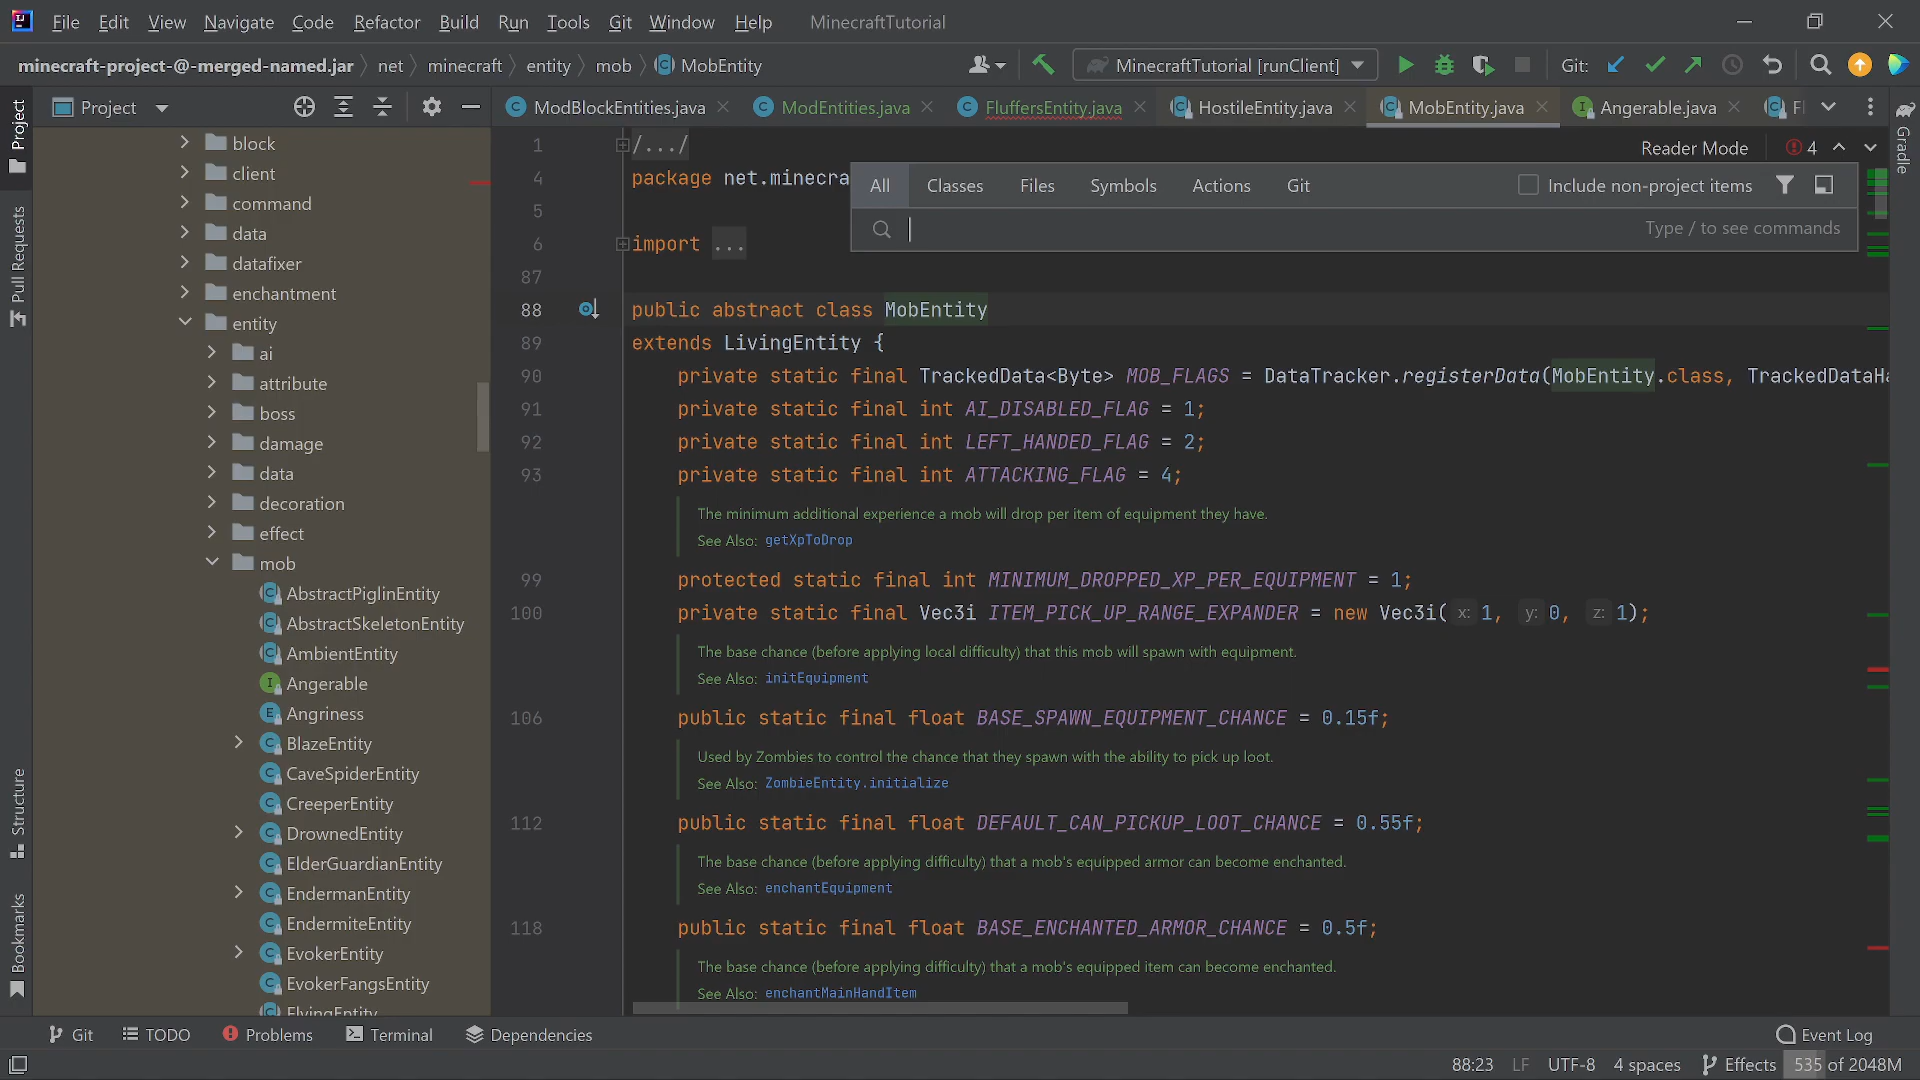 File Edit View Navigate Code Refactor Build Run Tools Git Window Help MinecraftTutorial
minecraft-project-@-merged-named.jar net minecraft entity mob MobEntity MinecraftTutorial [runClient] Git:
Project ModBlockEntities.java ModEntities.java FluffersEntity.java HostileEntity.java MobEntity.java Angerable.java Fl
Project
Pull Requests
Structure
Bookmarks
Gradle
block
client
command
data
datafixer
enchantment
entity
ai
attribute
boss
damage
data
decoration
effect
mob
AbstractPiglinEntity
AbstractSkeletonEntity
AmbientEntity
Angerable
Angriness
BlazeEntity
CaveSpiderEntity
CreeperEntity
DrownedEntity
ElderGuardianEntity
EndermanEntity
EndermiteEntity
EvokerEntity
EvokerFangsEntity
FlyingEntity
Reader Mode 4
All Classes Files Symbols Actions Git Include non-project items
Type / to see commands
1 /.../
4 package net.minecra
5
6 import ...
87
88 public abstract class MobEntity
89 extends LivingEntity {
90 private static final TrackedData<Byte> MOB_FLAGS = DataTracker.registerData(MobEntity.class, TrackedDataHa
91 private static final int AI_DISABLED_FLAG = 1;
92 private static final int LEFT_HANDED_FLAG = 2;
93 private static final int ATTACKING_FLAG = 4;
The minimum additional experience a mob will drop per item of equipment they have.
See Also: getXpToDrop
99 protected static final int MINIMUM_DROPPED_XP_PER_EQUIPMENT = 1;
100 private static final Vec3i ITEM_PICK_UP_RANGE_EXPANDER = new Vec3i( x: 1, y: 0, z: 1);
The base chance (before applying local difficulty) that this mob will spawn with equipment.
See Also: initEquipment
106 public static final float BASE_SPAWN_EQUIPMENT_CHANCE = 0.15f;
Used by Zombies to control the chance that they spawn with the ability to pick up loot.
See Also: ZombieEntity.initialize
112 public static final float DEFAULT_CAN_PICKUP_LOOT_CHANCE = 0.55f;
The base chance (before applying difficulty) that a mob's equipped armor can become enchanted.
See Also: enchantEquipment
118 public static final float BASE_ENCHANTED_ARMOR_CHANCE = 0.5f;
The base chance (before applying difficulty) that a mob's equipped item can become enchanted.
See Also: enchantMainHandItem
Git TODO Problems Terminal Dependencies Event Log
88:23 LF UTF-8 4 spaces Effects 535 of 2048M